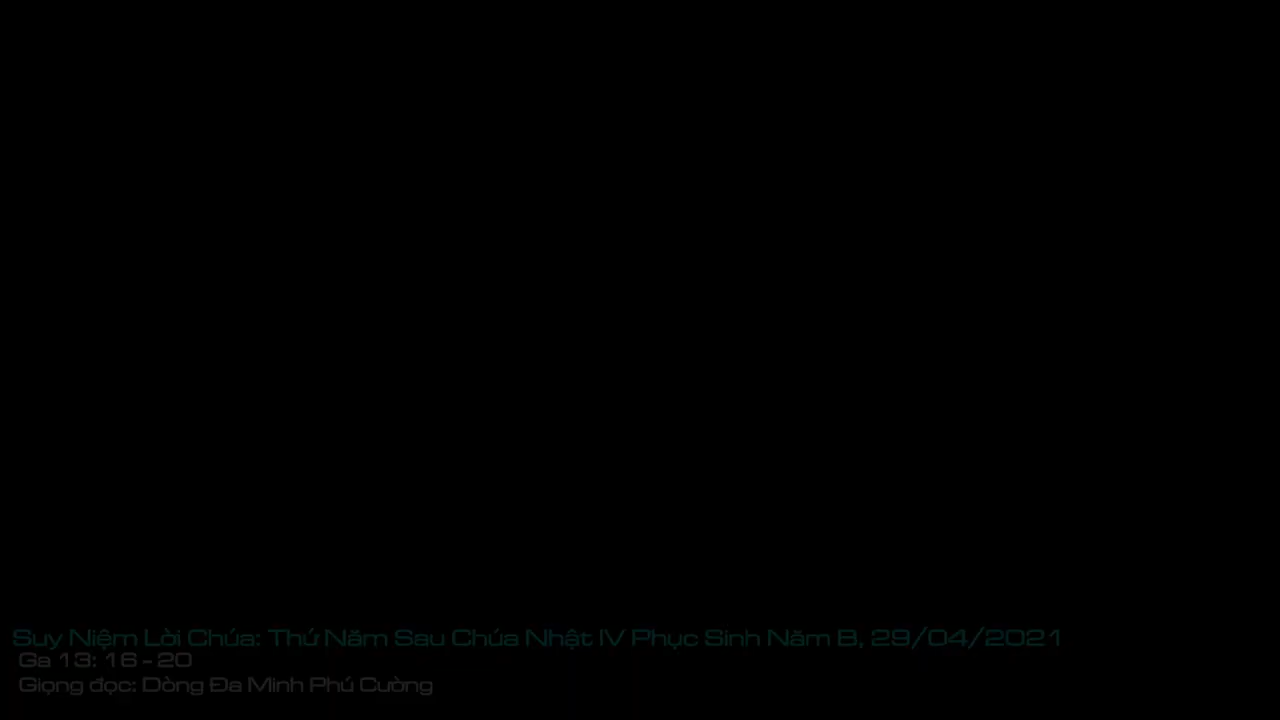 Suy Niệm Lời Chúa: Thứ Năm Sau Chúa Nhật IV Phục Sinh Năm B, 29/04/2021
Ga 13: 16 - 20
Giọng đọc: Dòng Đa Minh Phú Cường